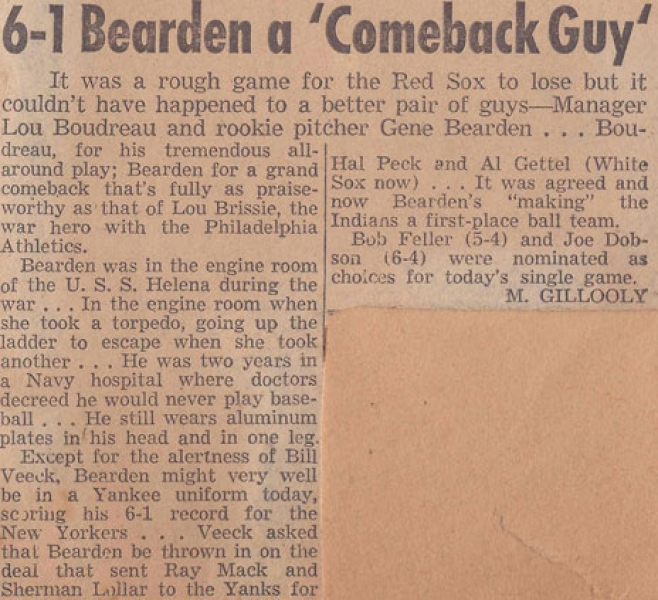 6-1 Bearden a 'Comeback Guy'
It was a rough game for the Red Sox to lose but it
couldn't have happened to a better pair of guys—Manager
Lou Boudreau and rookie pitcher Gene Bearden . . . Bou-
dreau, for his tremendous all-
around play; Bearden for a grand
comeback that's fully as praise-
worthy as that of Lou Brissie, the
war hero with the Philadelphia
Athletics.
Bearden was in the engine room
of the U. S. S. Helena during the
war . . . In the engine room when
she took a torpedo, going up the
ladder to escape when she took
another . . . He was two years in
a Navy hospital where doctors
decreed he would never play base-
ball . . . He still wears aluminum
plates in his head and in one leg.
Except for the alertness of Bill
Veeck, Bearden might very well
be in a Yankee uniform today,
scoring his 6-1 record for the
New Yorkers . . . Veeck asked
that Bearden be thrown in on the
deal that sent Ray Mack and
Sherman Lollar to the Yanks for
Hal Peck and Al Gettel (White
Sox now) . . . It was agreed and
now Bearden's "making" the
Indians a first-place ball team.
Bob Feller (5-4) and Joe Dob-
son (6-4) were nominated as
choices for today's single game.
M. GILLOOLY